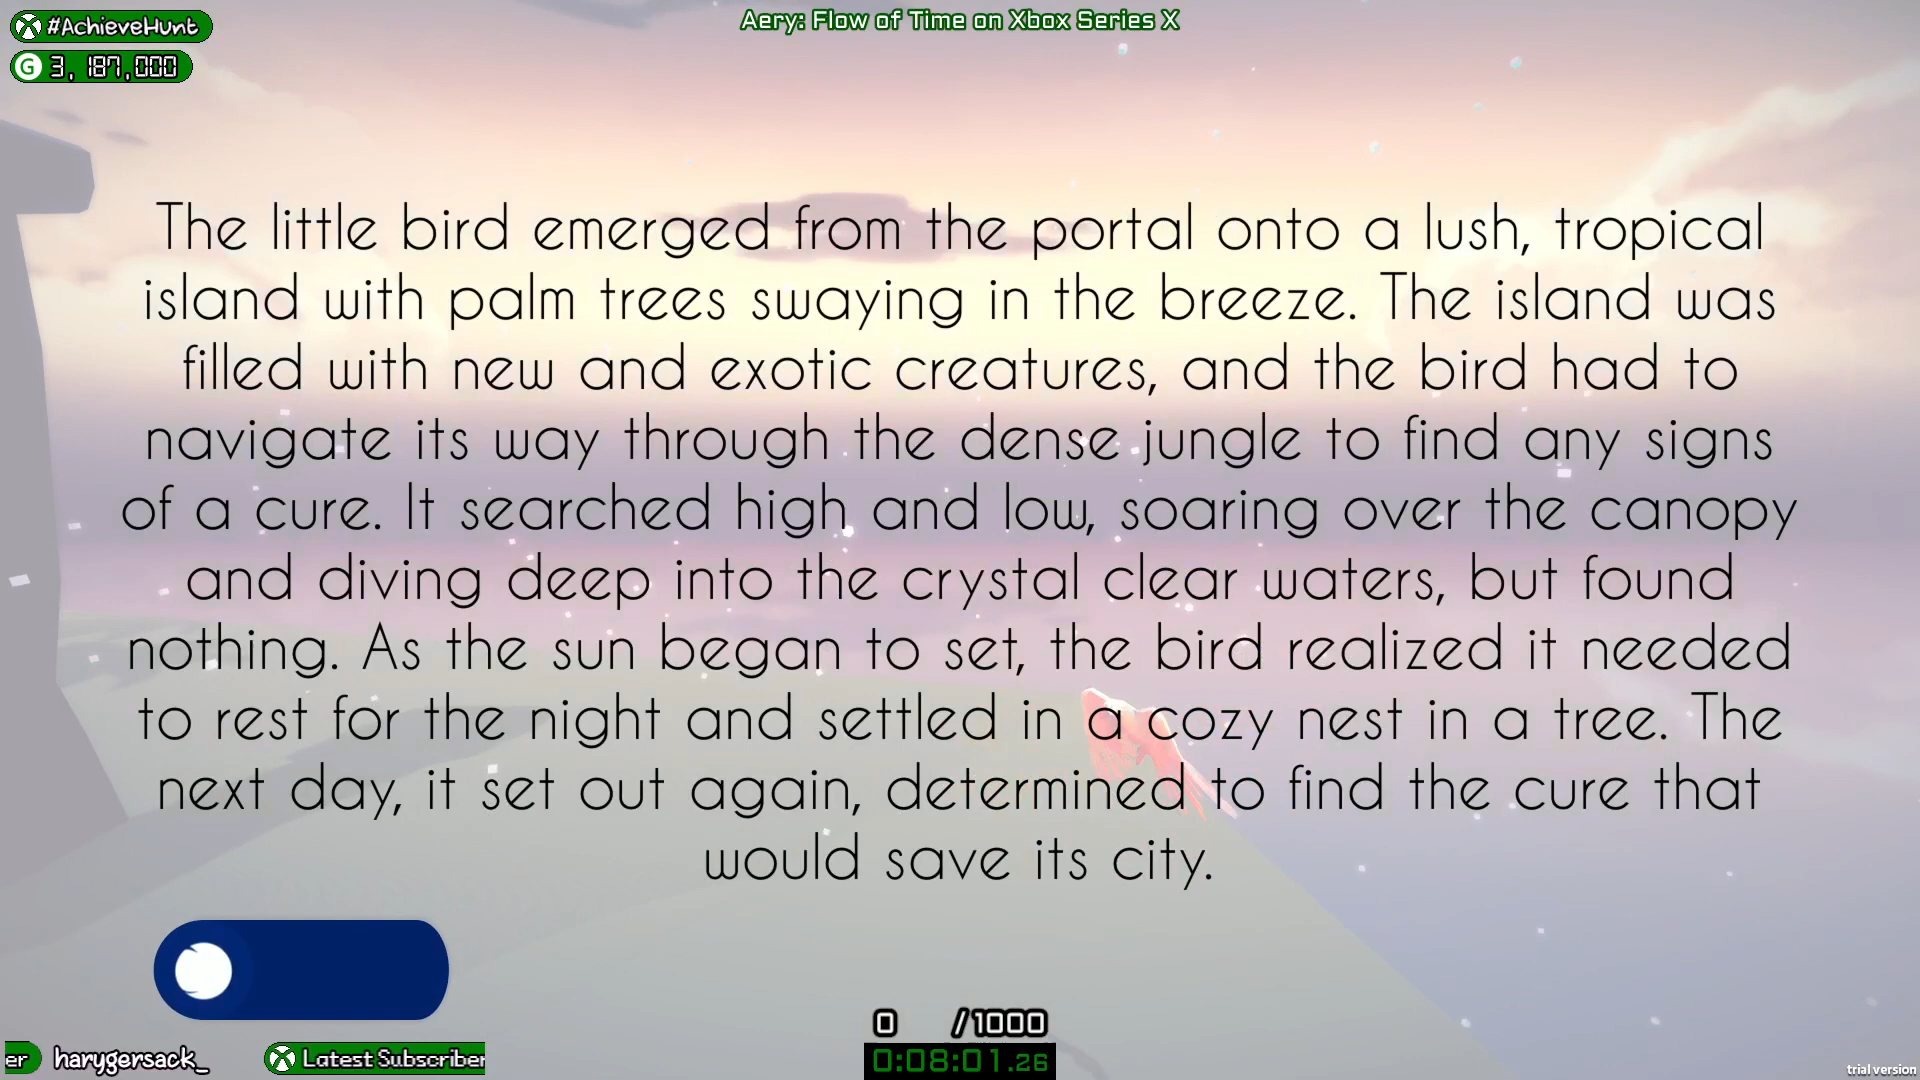 #AchieveHunt
Aery: Flow of Time on Xbox Series X
G 3,187,000
The little bird emerged from the portal onto a lush, tropical
island with palm trees swaying in the breeze. The island was
filled with new and exotic creatures, and the bird had to
navigate its way through the dense jungle to find any signs
of a cure. It searched high and low, soaring over the canopy
and diving deep into the crystal clear waters, but found
nothing. As the sun began to set, the bird realized it needed
to rest for the night and settled in a cozy nest in a tree. The
next day, it set out again, determined to find the cure that
would save its city.
0 /1000
er harygersack_ Latest Subscriber
0:08:01.26
trial version